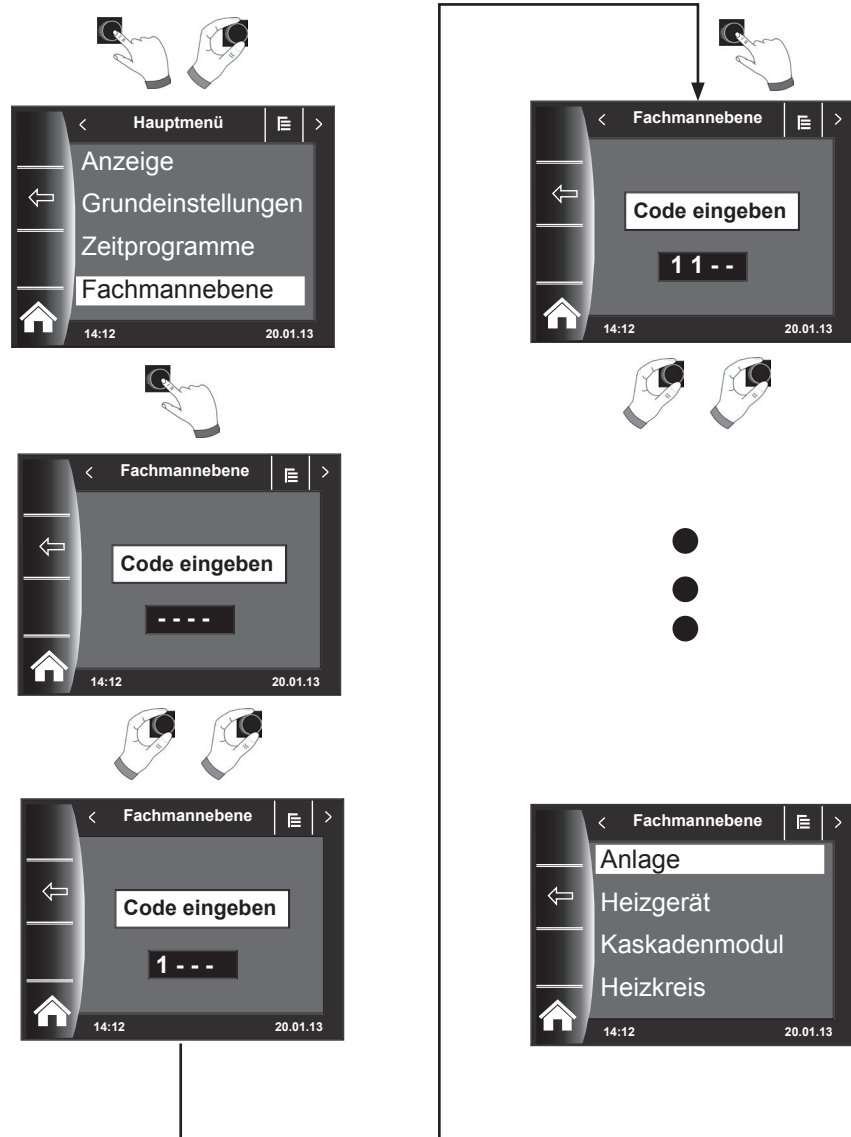 < Hauptmenü >
Anzeige
Grundeinstellungen
Zeitprogramme
Fachmannebene
14:12 20.01.13
< Fachmannebene >
Code eingeben
- - - -
14:12 20.01.13
< Fachmannebene >
Code eingeben
1 - - -
14:12 20.01.13
< Fachmannebene >
Code eingeben
1 1 - -
14:12 20.01.13
< Fachmannebene >
Anlage
Heizgerät
Kaskadenmodul
Heizkreis
14:12 20.01.13